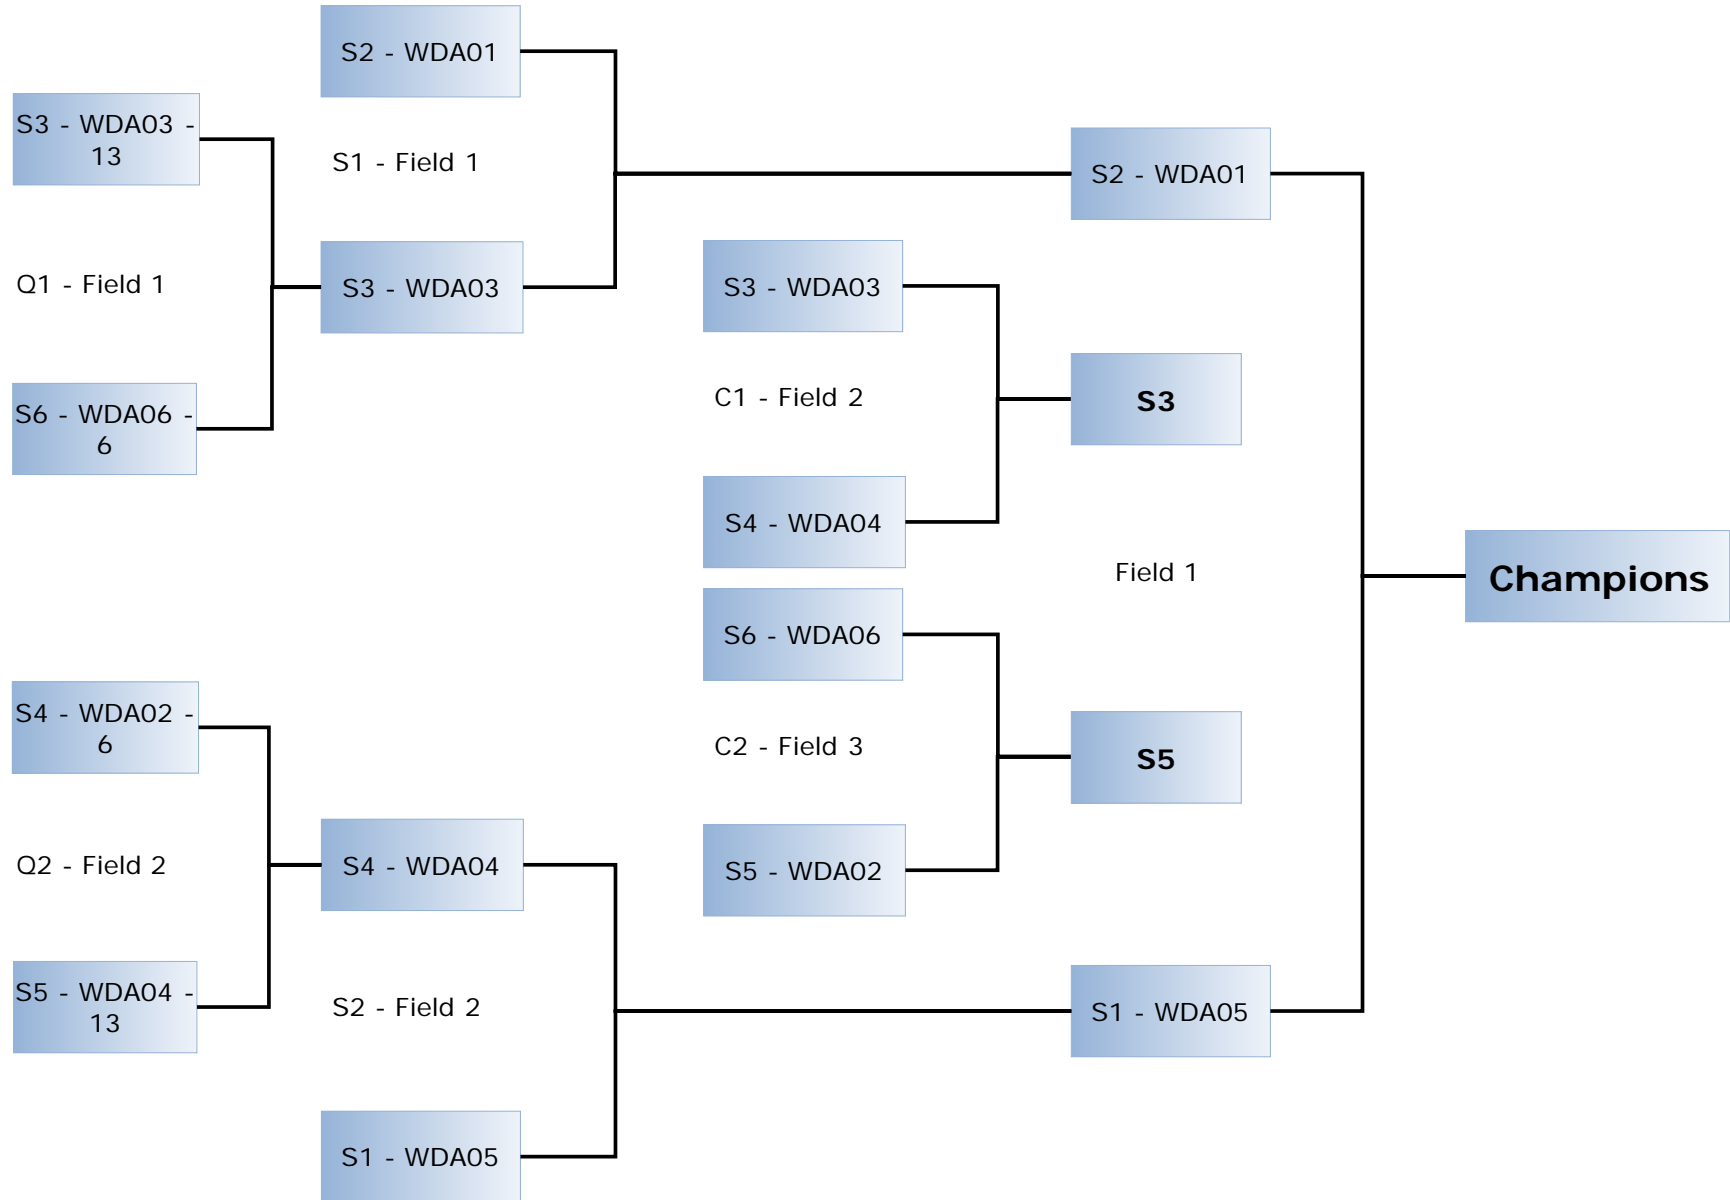 S2 - WDA01
S3 - WDA03 -
13
S1 - Field 1
S2 - WDA01
Q1 - Field 1
S3 - WDA03
S3 - WDA03
S6 - WDA06 -
6
C1 - Field 2
S3
S4 - WDA04
Field 1
Champions
S6 - WDA06
S4 - WDA02 -
6
C2 - Field 3
S5
Q2 - Field 2
S4 - WDA04
S5 - WDA02
S5 - WDA04 -
13
S2 - Field 2
S1 - WDA05
S1 - WDA05